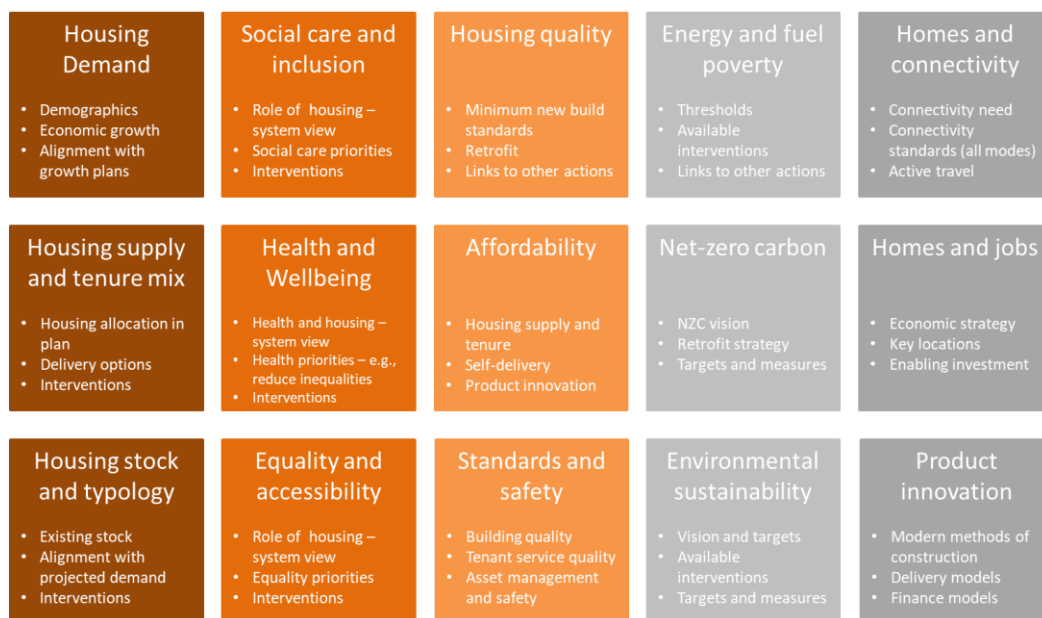 Housing
Demand
• Demographics
• Economic growth
• Alignment with
growth plans
Social care and
inclusion
• Role of housing –
system view
• Social care priorities
• Interventions
Housing quality
• Minimum new build
standards
• Retrofit
• Links to other actions
Energy and fuel
poverty
• Thresholds
• Available
interventions
• Links to other actions
Homes and
connectivity
• Connectivity need
• Connectivity
standards (all modes)
• Active travel
Housing supply
and tenure mix
• Housing allocation in
plan
• Delivery options
• Interventions
Health and
Wellbeing
• Health and housing –
system view
• Health priorities – e.g.,
reduce inequalities
• Interventions
Affordability
• Housing supply and
tenure
• Self-delivery
• Product innovation
Net-zero carbon
• NZC vision
• Retrofit strategy
• Targets and measures
Homes and jobs
• Economic strategy
• Key locations
• Enabling investment
Housing stock
and typology
• Existing stock
• Alignment with
projected demand
• Interventions
Equality and
accessibility
• Role of housing –
system view
• Equality priorities
• Interventions
Standards and
safety
• Building quality
• Tenant service quality
• Asset management
and safety
Environmental
sustainability
• Vision and targets
• Available
interventions
• Targets and measures
Product
innovation
• Modern methods of
construction
• Delivery models
• Finance models